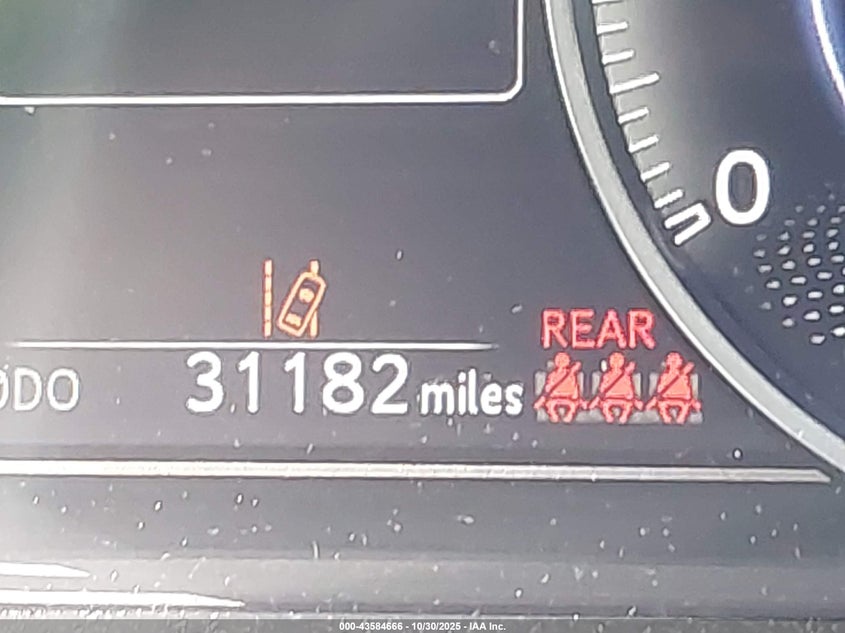 0
REAR
ODO 31182 miles
000-43584666 - 10/30/2025 - IAA Inc.